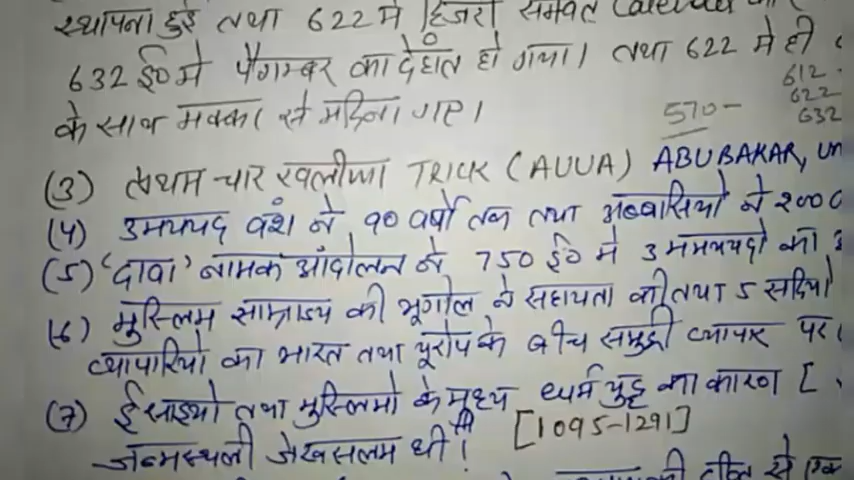 स्थापना हुई तथा 622 मे हिजरी सम्वत
632 ई० मे पैगम्बर का देहांत हो गया। तथा 622 मे ही
612
622
के साथ मक्का से मदिना गए।
570-
632
(3) प्रथम चार खलीफा TRICK (AUUA) ABUBAKAR,
(4) उमय्यद वंश ने 90 वर्षो तक तथा अब्बासियो ने 200
(5) 'दावा' नामक आंदोलन ने 750 ई० मे उमय्यदो का
(6) मुस्लिम साम्राज्य की भूगोल ने सहायता की तथा 5 सदियो
व्यापारियो का भारत तथा यूरोप के बीच समुद्री व्यापार पर
(7) ईसाइयो तथा मुस्लिमो के मध्य धर्म युद्ध का कारण [
जन्मस्थली जेरुसलम थी! [1095-1291]